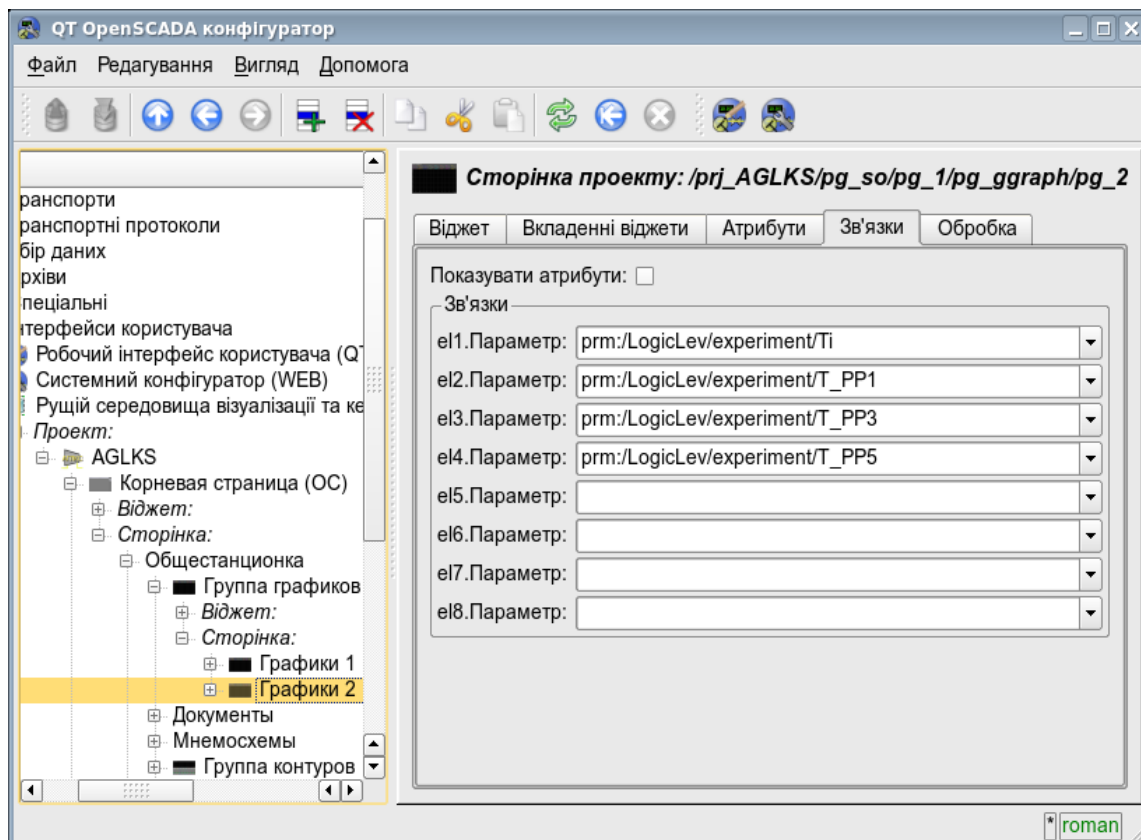 QT OpenSCADA конфігуратор
Файл Редагування Вигляд Допомога
ранспорти
ранспортні протоколи
бір даних
рхіви
пеціальні
нтерфейси користувача
Робочий інтерфейс користувача (QT
Системний конфігуратор (WEB)
Рущій середовища візуалізації та ке
Проект:
AGLKS
Корневая страница (ОС)
Віджет:
Сторінка:
Общестанционка
Группа графиков
Віджет:
Сторінка:
Графики 1
Графики 2
Документы
Мнемосхемы
Группа контуров
Сторінка проекту: /prj_AGLKS/pg_so/pg_1/pg_ggraph/pg_2
Віджет Вкладенні віджети Атрибути Зв'язки Обробка
Показувати атрибути:
Зв'язки
el1.Параметр: prm:/LogicLev/experiment/Ti
el2.Параметр: prm:/LogicLev/experiment/T_PP1
el3.Параметр: prm:/LogicLev/experiment/T_PP3
el4.Параметр: prm:/LogicLev/experiment/T_PP5
el5.Параметр:
el6.Параметр:
el7.Параметр:
el8.Параметр:
* roman